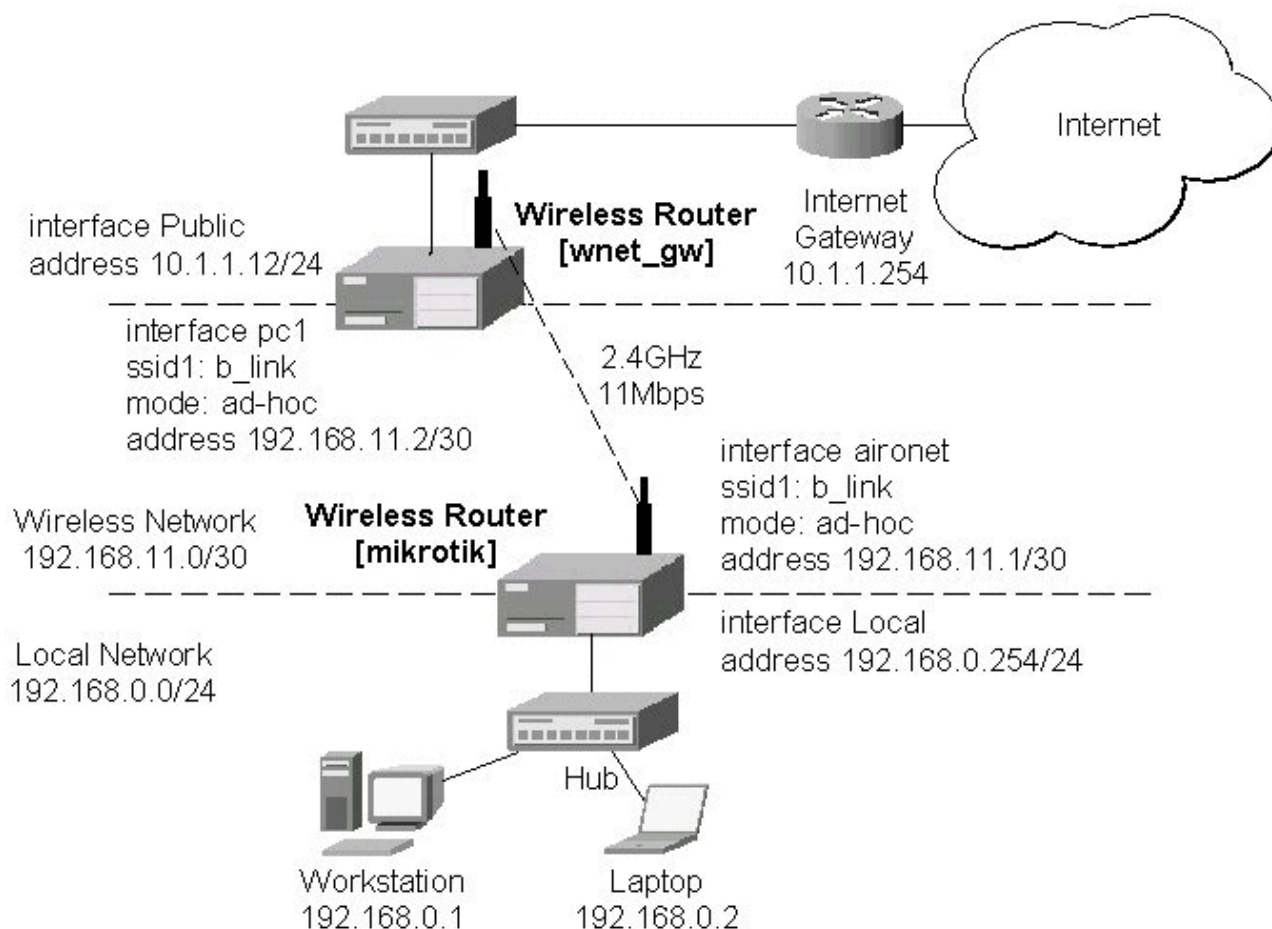 Internet
Internet
Gateway
10.1.1.254
Wireless Router
[wnet_gw]
interface Public
address 10.1.1.12/24
interface pc1
ssid1: b_link
mode: ad-hoc
address 192.168.11.2/30
2.4GHz
11Mbps
interface aironet
ssid1: b_link
mode: ad-hoc
address 192.168.11.1/30
Wireless Router
[mikrotik]
Wireless Network
192.168.11.0/30
interface Local
address 192.168.0.254/24
Local Network
192.168.0.0/24
Hub
Workstation
192.168.0.1
Laptop
192.168.0.2